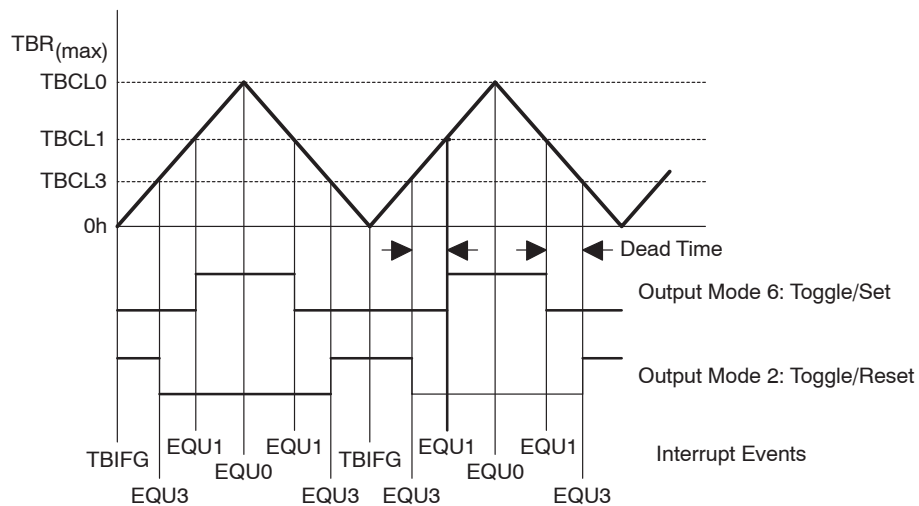 TBR(max)
TBCL0
TBCL1
TBCL3
0h
Dead Time
Output Mode 6: Toggle/Set
Output Mode 2: Toggle/Reset
EQU1 EQU1 EQU1 EQU1
TBIFG TBIFG Interrupt Events
EQU0 EQU0
EQU3 EQU3 EQU3 EQU3